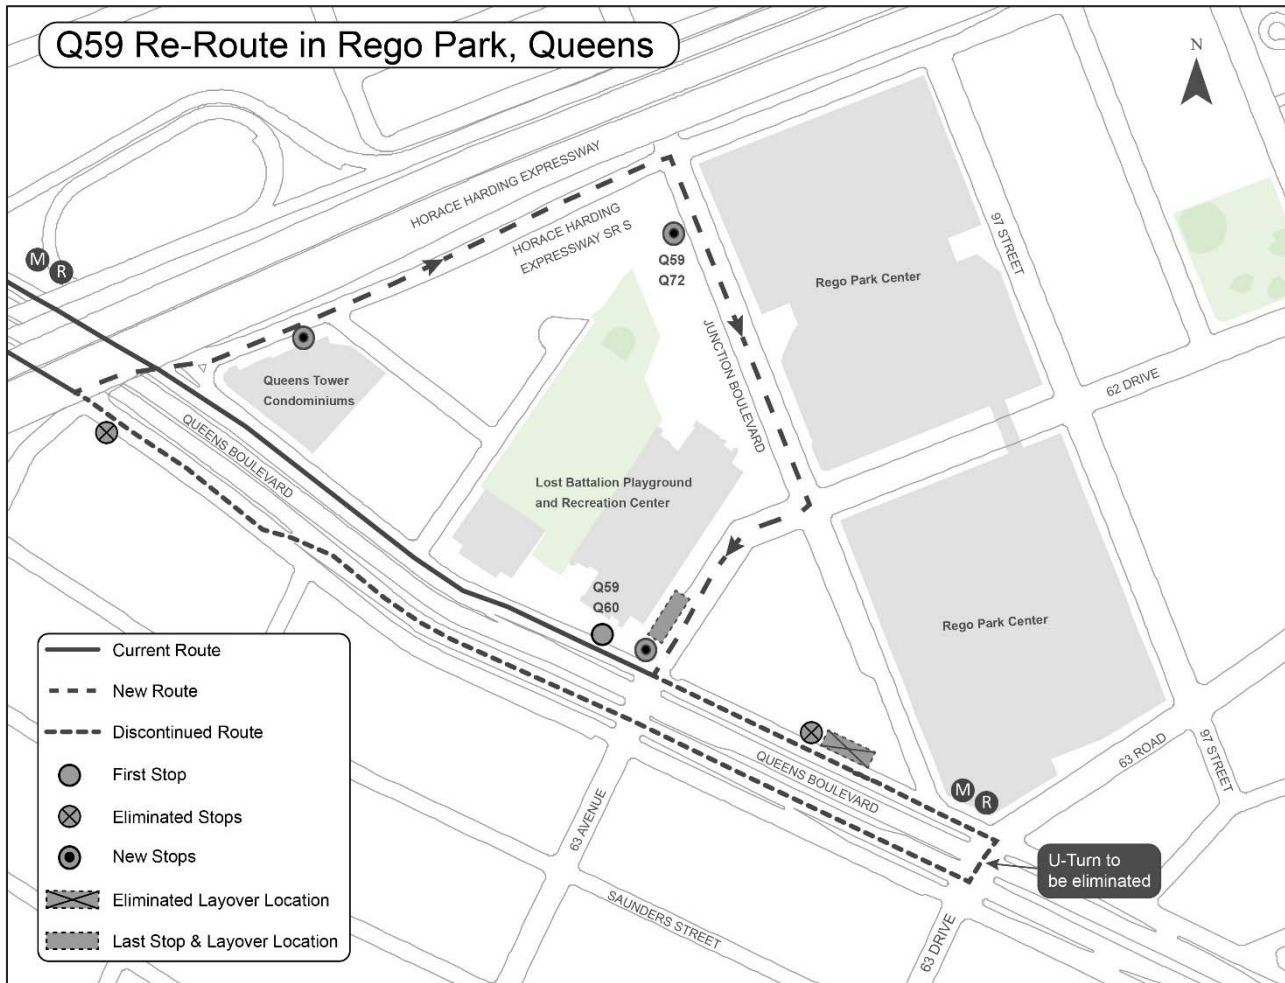 Q59 Re-Route in Rego Park, Queens
N
HORACE HARDING EXPRESSWAY
HORACE HARDING
EXPRESSWAY SR S
97 STREET
M
R
Q59
Q72
Rego Park Center
JUNCTION BOULEVARD
Queens Tower
Condominiums
62 DRIVE
QUEENS BOULEVARD
Lost Battalion Playground
and Recreation Center
Q59
Q60
Rego Park Center
63 ROAD
97 STREET
QUEENS BOULEVARD
M
R
63 AVENUE
U-Turn to
be eliminated
SAUNDERS STREET
63 DRIVE
Current Route
New Route
Discontinued Route
First Stop
Eliminated Stops
New Stops
Eliminated Layover Location
Last Stop & Layover Location